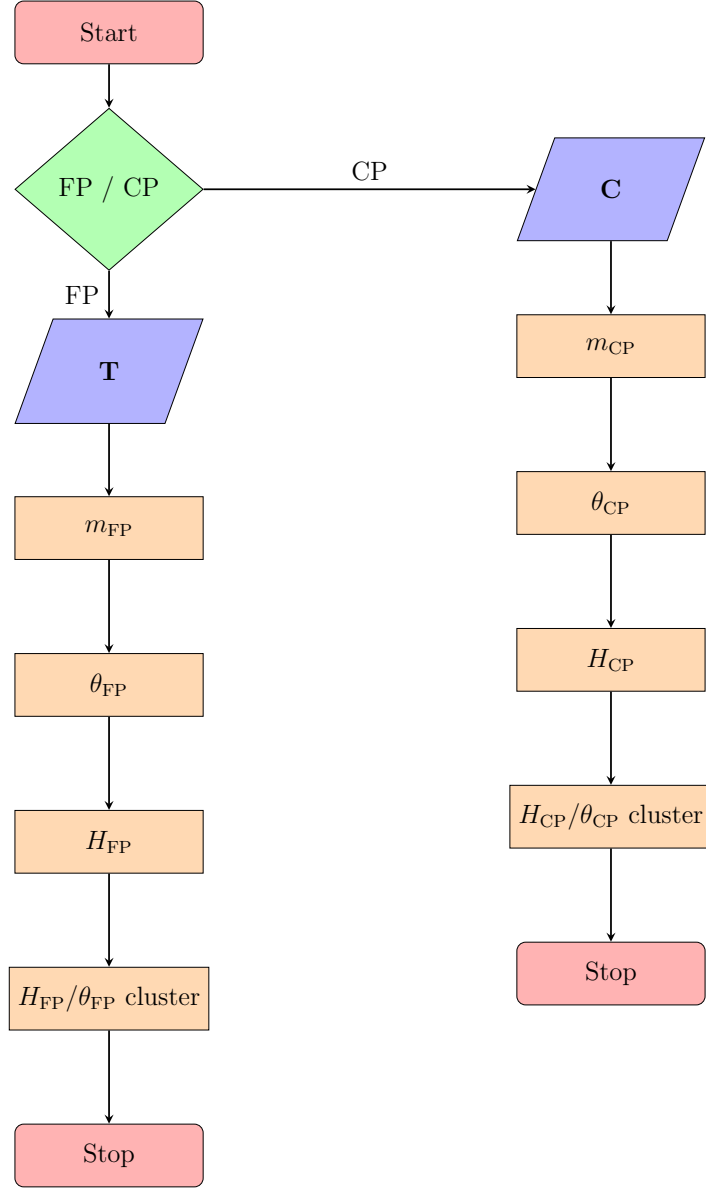 Start
FP / CP
CP
C
FP
T
m_CP
m_FP
θ_CP
θ_FP
H_CP
H_FP
H_CP/θ_CP cluster
H_FP/θ_FP cluster
Stop
Stop